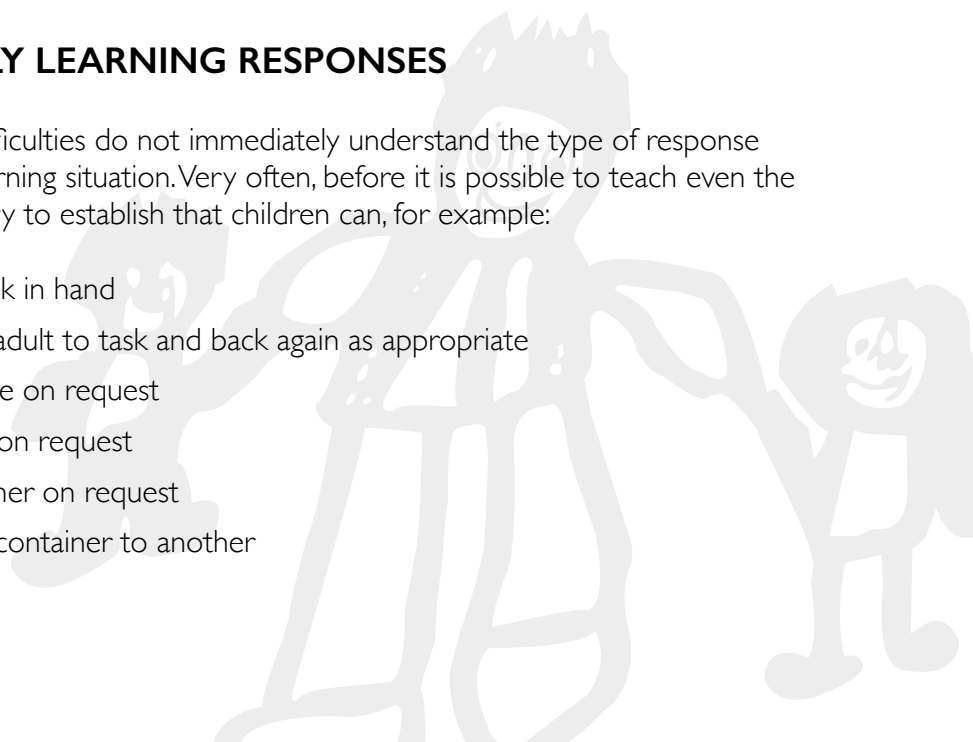 LY LEARNING RESPONSES
ficulties do not immediately understand the type of response
rning situation. Very often, before it is possible to teach even the
y to establish that children can, for example:
k in hand
adult to task and back again as appropriate
e on request
on request
ner on request
container to another